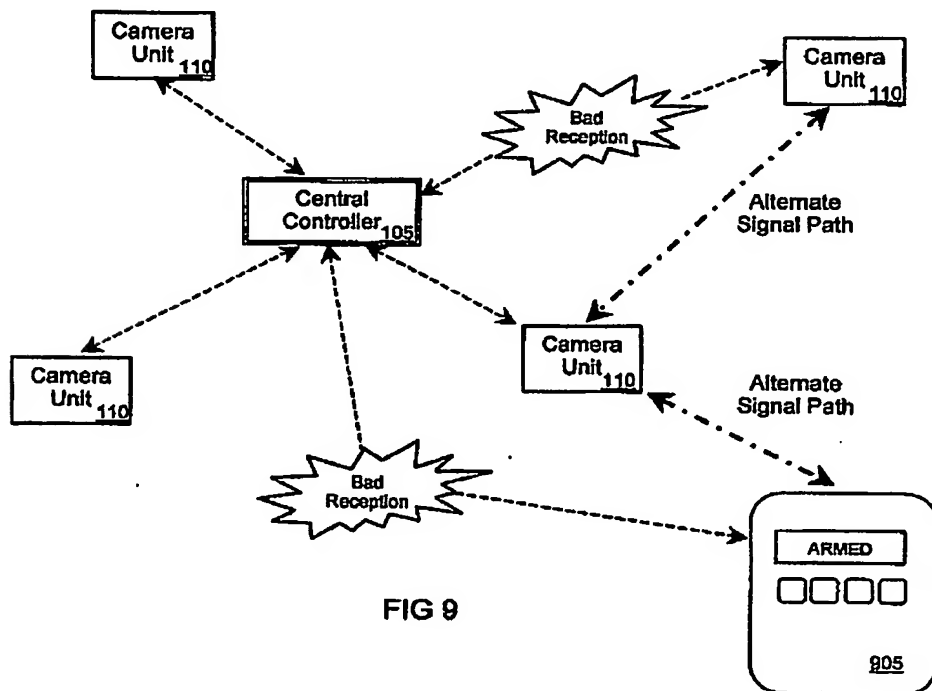 Camera
Unit
110
Camera
Unit
110
Bad
Reception
Central
Controller
105
Alternate
Signal Path
Camera
Unit
110
Camera
Unit
110
Alternate
Signal Path
Bad
Reception
ARMED
FIG 9
905